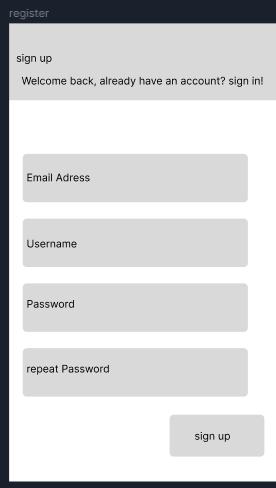 register
sign up
Welcome back, already have an account? sign in!
Email Adress
Username
Password
repeat Password
sign up